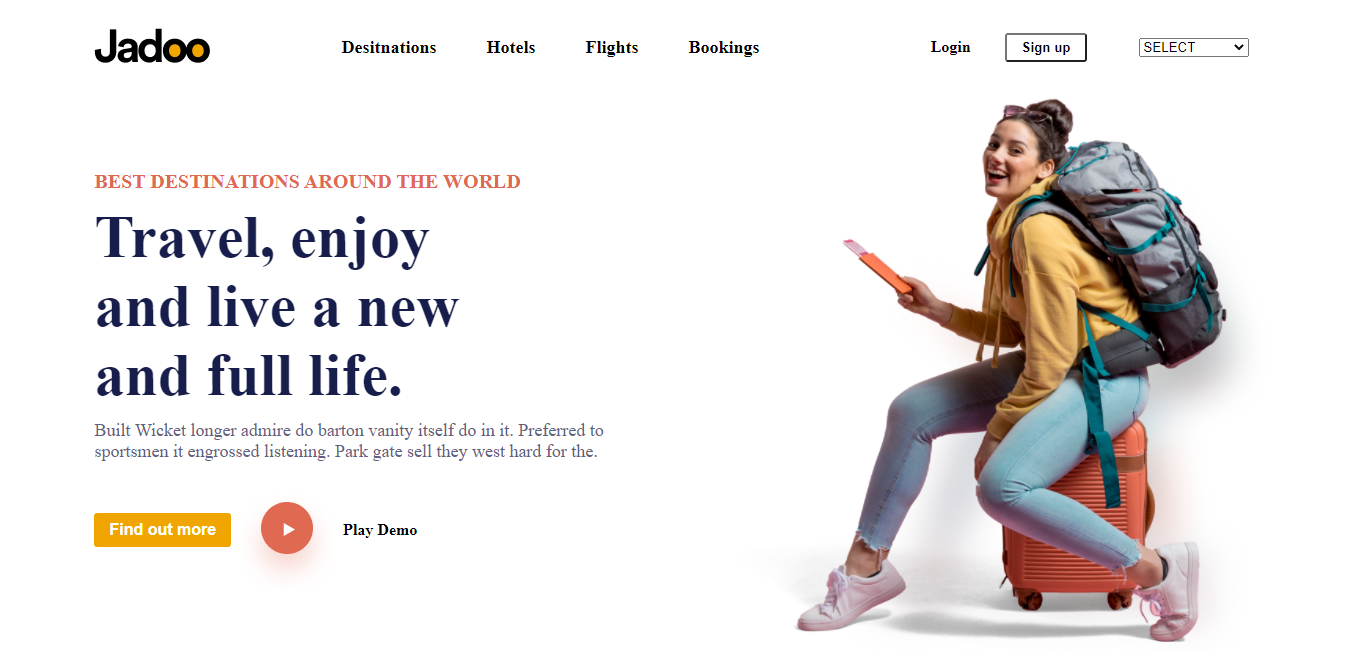 Jadoo
Desitnations Hotels Flights Bookings Login Sign up SELECT
BEST DESTINATIONS AROUND THE WORLD
Travel, enjoy
and live a new
and full life.
Built Wicket longer admire do barton vanity itself do in it. Preferred to
sportsmen it engrossed listening. Park gate sell they west hard for the.
Find out more
Play Demo